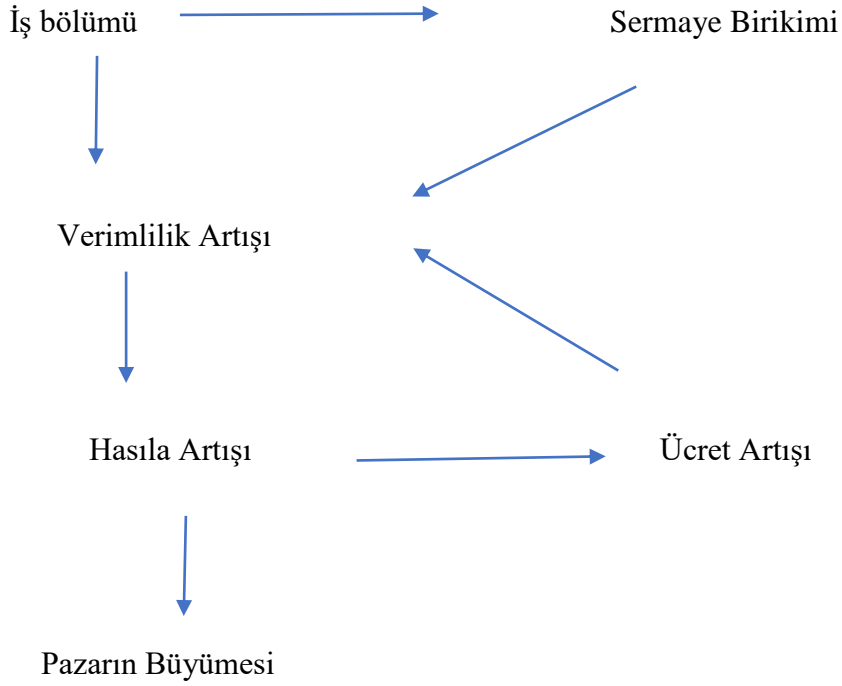 İş bölümü
Sermaye Birikimi
Verimlilik Artışı
Hasıla Artışı
Ücret Artışı
Pazarın Büyümesi